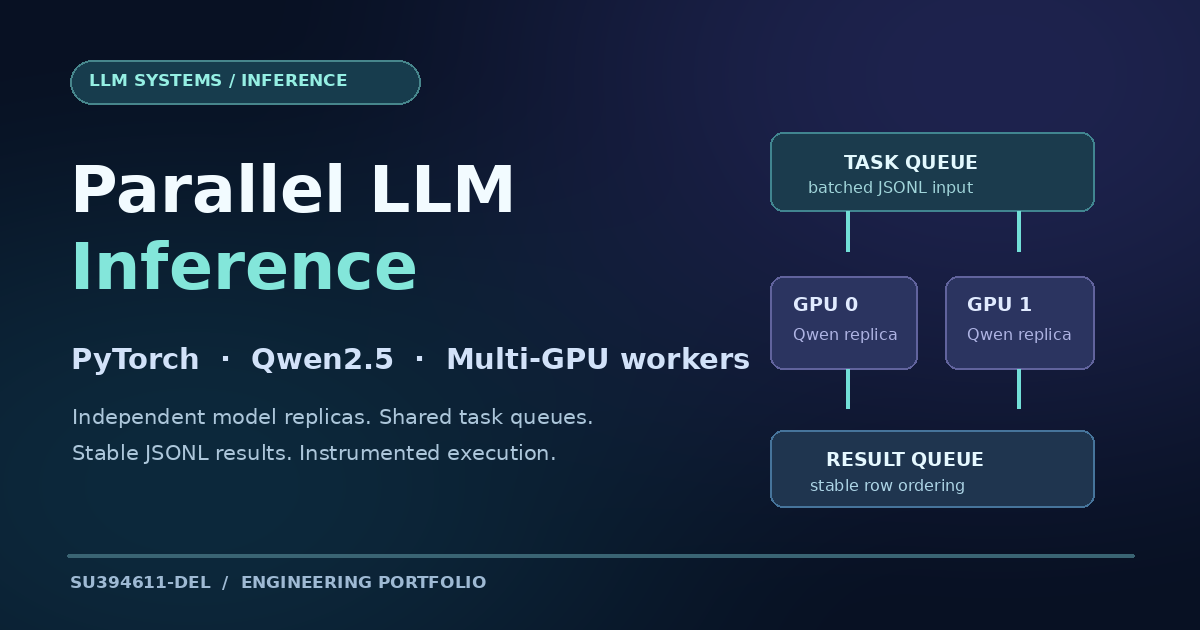 LLM SYSTEMS / INFERENCE
Parallel LLM
Inference
PyTorch · Qwen2.5 · Multi-GPU workers
Independent model replicas. Shared task queues.
Stable JSONL results. Instrumented execution.
TASK QUEUE
batched JSONL input
GPU 0
Qwen replica
GPU 1
Qwen replica
RESULT QUEUE
stable row ordering
SU394611-DEL / ENGINEERING PORTFOLIO